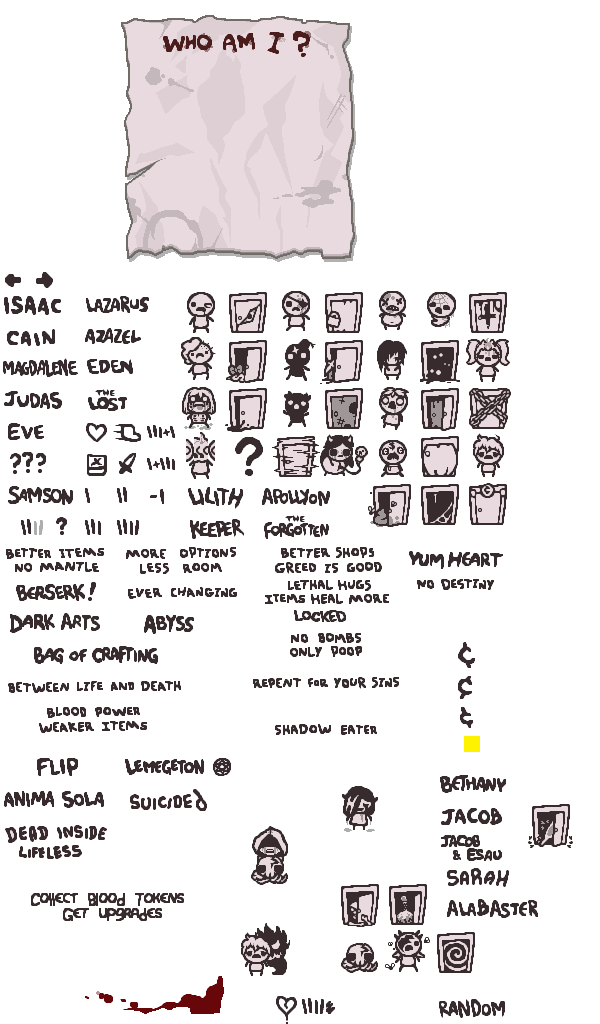 WHO AM I ?
ISAAC LAZARUS
CAIN AZAZEL
MAGDALENE EDEN
JUDAS THE LOST
EVE
???
?
SAMSON LILITH APOLLYON
? KEEPER THE FORGOTTEN
BETTER ITEMS
NO MANTLE
MORE OPTIONS
LESS ROOM
BETTER SHOPS
GREED IS GOOD
YUM HEART
BERSERK!
EVER CHANGING
LETHAL HUGS
ITEMS HEAL MORE
NO DESTINY
DARK ARTS
ABYSS
LOCKED
NO BOMBS
ONLY POOP
BAG OF CRAFTING
¢
BETWEEN LIFE AND DEATH
REPENT FOR YOUR SINS
¢
BLOOD POWER
WEAKER ITEMS
SHADOW EATER
¢
FLIP
LEMEGETON
BETHANY
ANIMA SOLA
SUICIDE
JACOB
DEAD INSIDE
LIFELESS
JACOB
& ESAU
SARAH
COLLECT BLOOD TOKENS
GET UPGRADES
ALABASTER
RANDOM